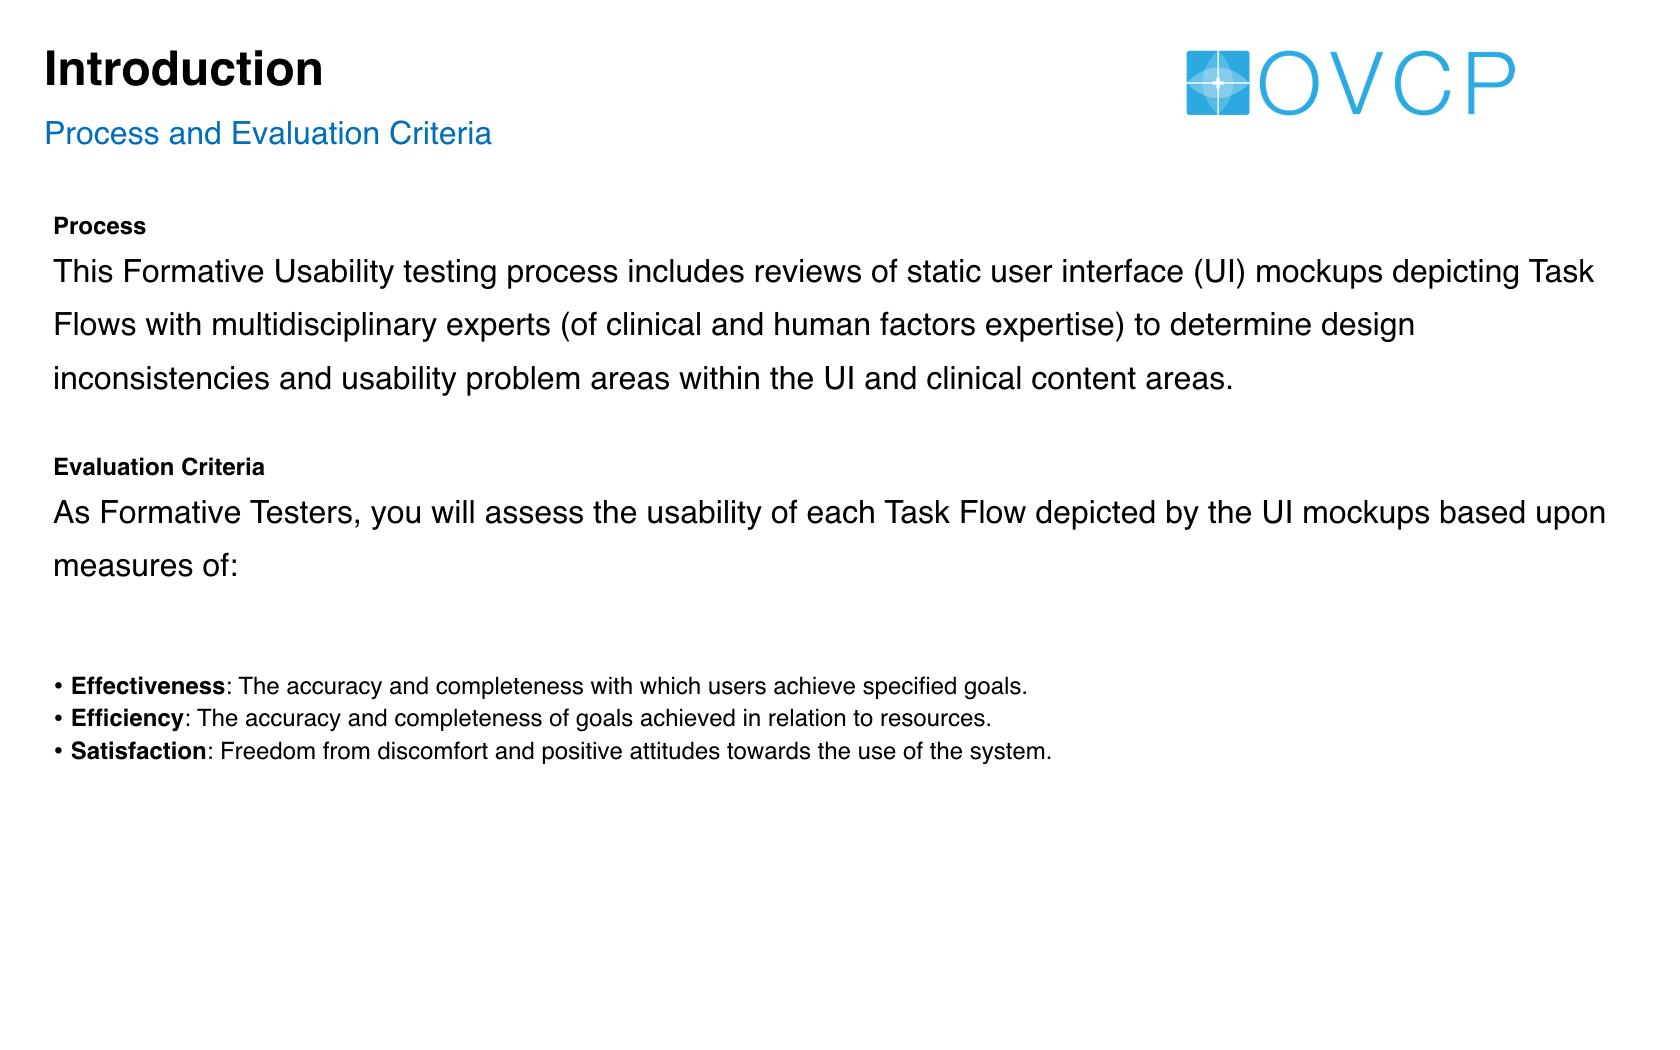 Introduction
OVCP
Process and Evaluation Criteria
Process
This Formative Usability testing process includes reviews of static user interface (UI) mockups depicting Task
Flows with multidisciplinary experts (of clinical and human factors expertise) to determine design
inconsistencies and usability problem areas within the UI and clinical content areas.
Evaluation Criteria
As Formative Testers, you will assess the usability of each Task Flow depicted by the UI mockups based upon
measures of:
• Effectiveness: The accuracy and completeness with which users achieve specified goals.
• Efficiency: The accuracy and completeness of goals achieved in relation to resources.
• Satisfaction: Freedom from discomfort and positive attitudes towards the use of the system.